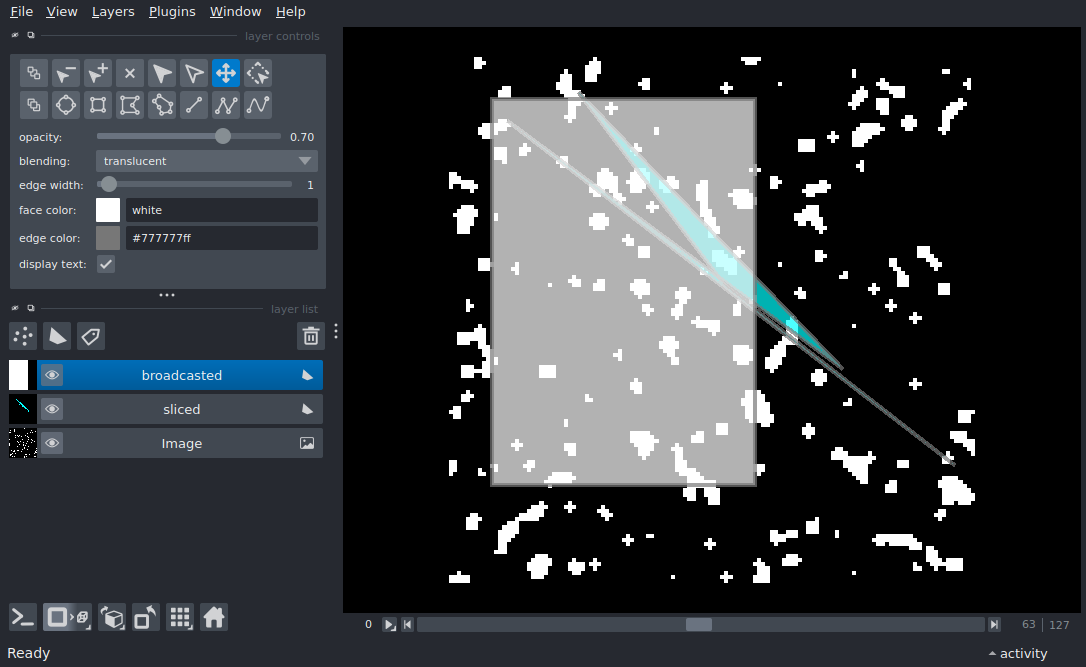 File View Layers Plugins Window Help
layer controls
opacity: 0.70
blending: translucent
edge width: 1
face color: white
edge color: #777777ff
display text:
layer list
broadcasted
sliced
Image
0 63 127
Ready activity